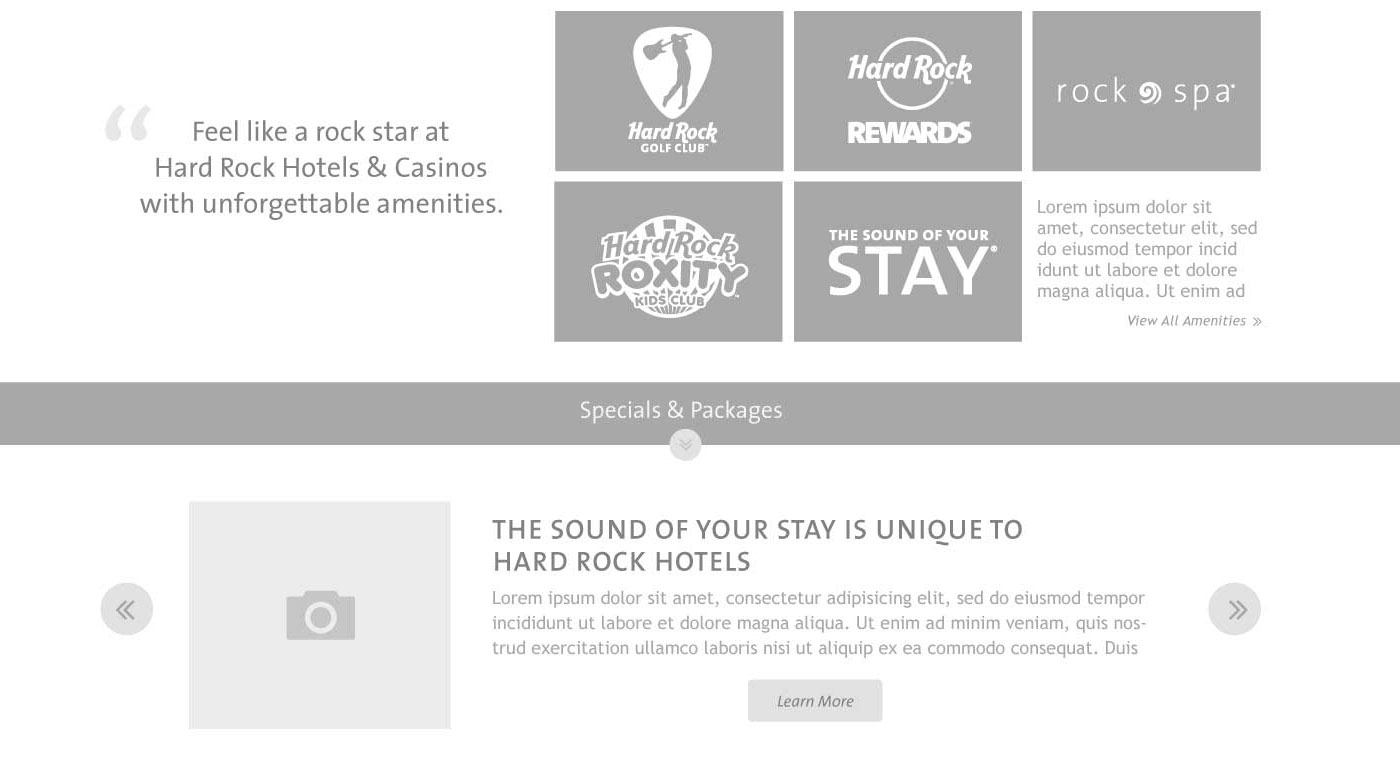 “ Feel like a rock star at
Hard Rock Hotels & Casinos
with unforgettable amenities.
Hard Rock
GOLF CLUB™
Hard Rock
REWARDS
rock spa
Hard Rock
ROXITY
KIDS CLUB™
THE SOUND OF YOUR
STAY®
Lorem ipsum dolor sit
amet, consectetur elit, sed
do eiusmod tempor incid
idunt ut labore et dolore
magna aliqua. Ut enim ad
View All Amenities »
Specials & Packages
THE SOUND OF YOUR STAY IS UNIQUE TO
HARD ROCK HOTELS
Lorem ipsum dolor sit amet, consectetur adipisicing elit, sed do eiusmod tempor
incididunt ut labore et dolore magna aliqua. Ut enim ad minim veniam, quis nos-
trud exercitation ullamco laboris nisi ut aliquip ex ea commodo consequat. Duis
Learn More